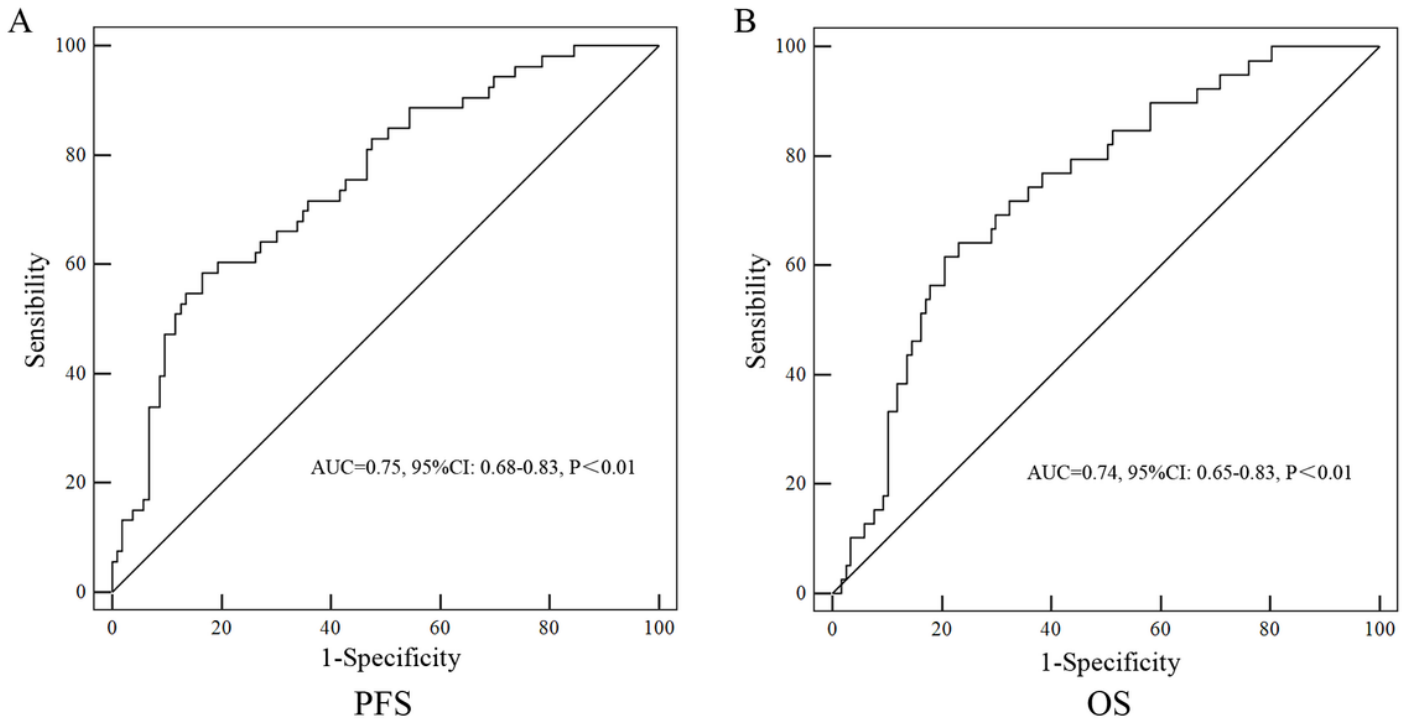 A
100
80
60
40
20
0
Sensibility
AUC=0.75, 95%CI: 0.68-0.83, P<0.01
0 20 40 60 80 100
1-Specificity
PFS
B
100
80
60
40
20
0
Sensibility
AUC=0.74, 95%CI: 0.65-0.83, P<0.01
0 20 40 60 80 100
1-Specificity
OS